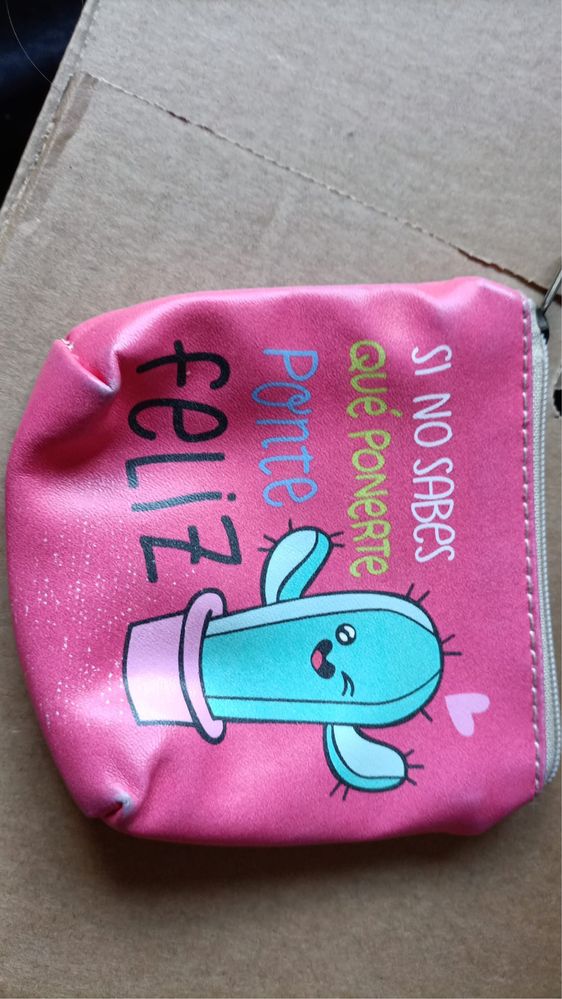 SI NO SABES
QUÉ PONERTE
PONTE
FELIZ